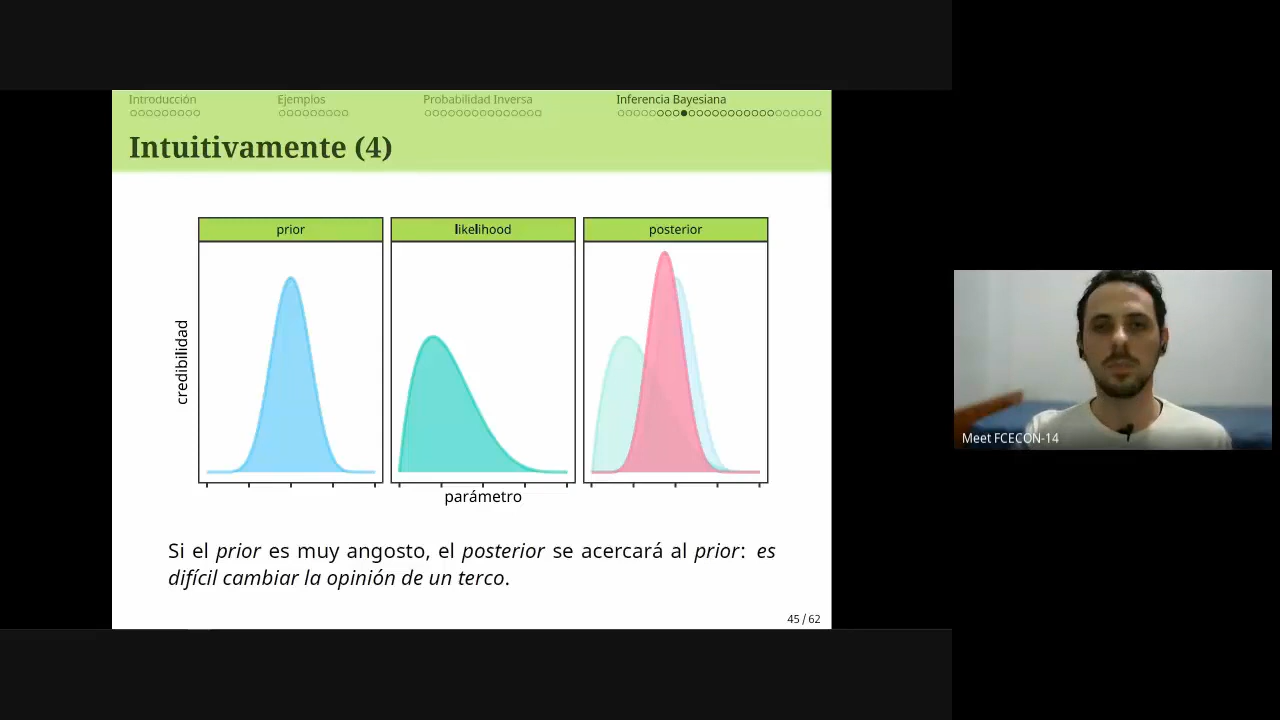 Introducción
Ejemplos
Probabilidad Inversa
Inferencia Bayesiana
Intuitivamente (4)
prior
likelihood
posterior
credibilidad
parámetro
Si el prior es muy angosto, el posterior se acercará al prior: es
difícil cambiar la opinión de un terco.
45 / 62
Meet FCECON-14